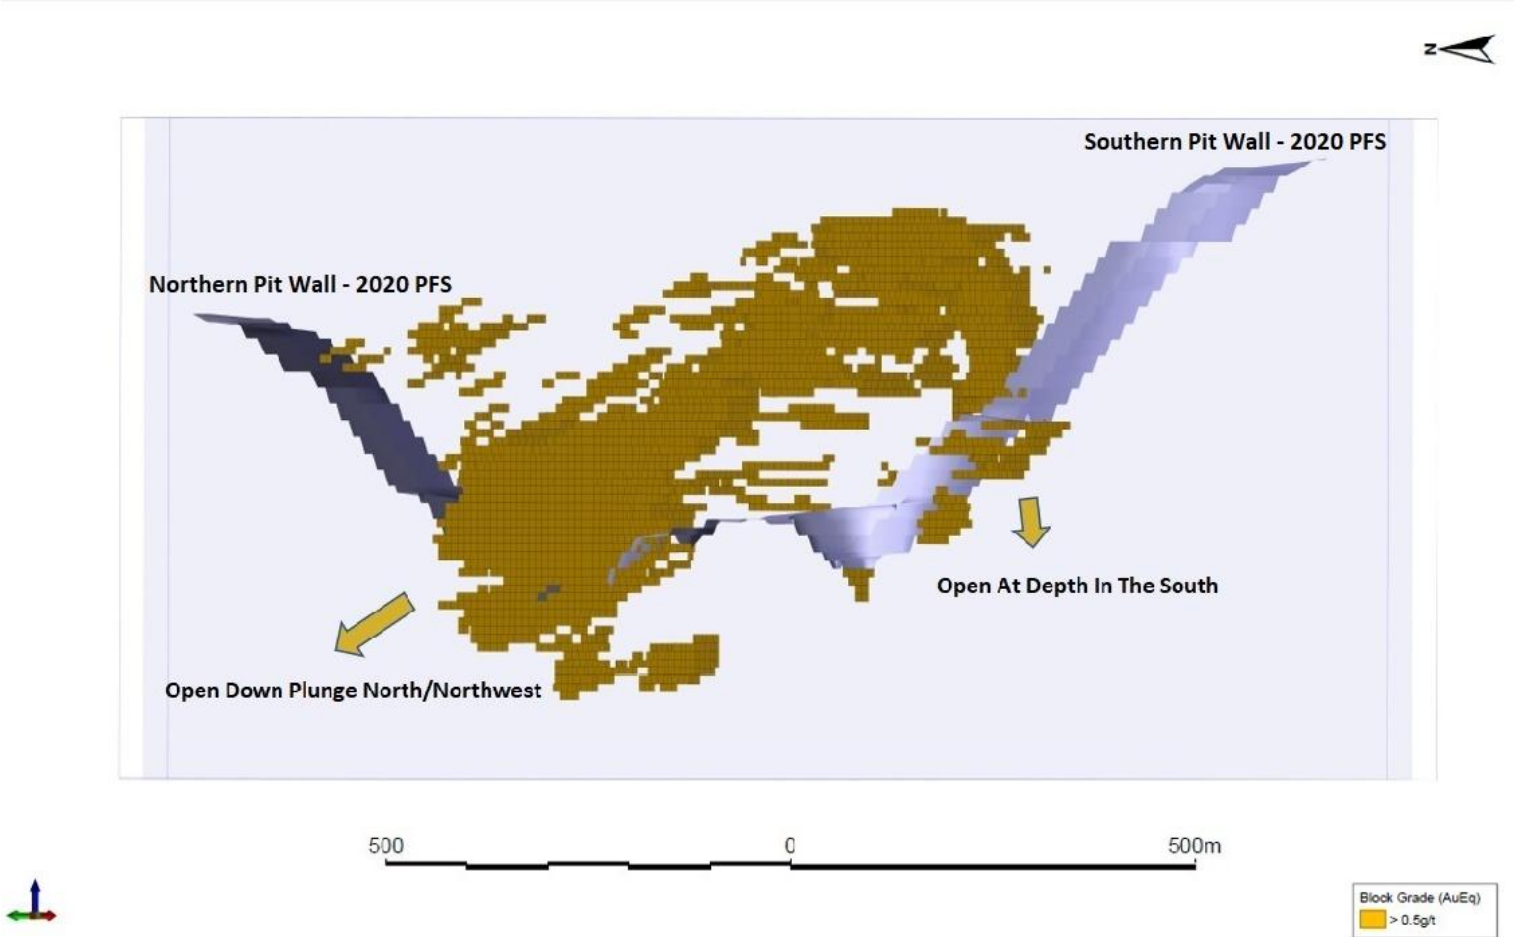 N
Southern Pit Wall - 2020 PFS
Northern Pit Wall - 2020 PFS
Open At Depth In The South
Open Down Plunge North/Northwest
500 0 500m
Block Grade (AuEq)
> 0.5g/t